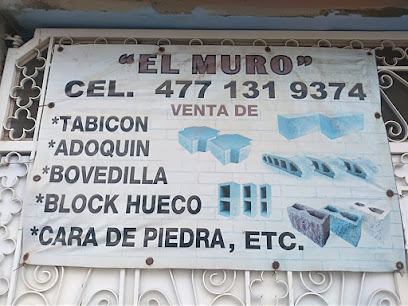 "EL MURO"
CEL. 477 131 9374
VENTA DE
*TABICON
*ADOQUIN
*BOVEDILLA
*BLOCK HUECO
*CARA DE PIEDRA, ETC.